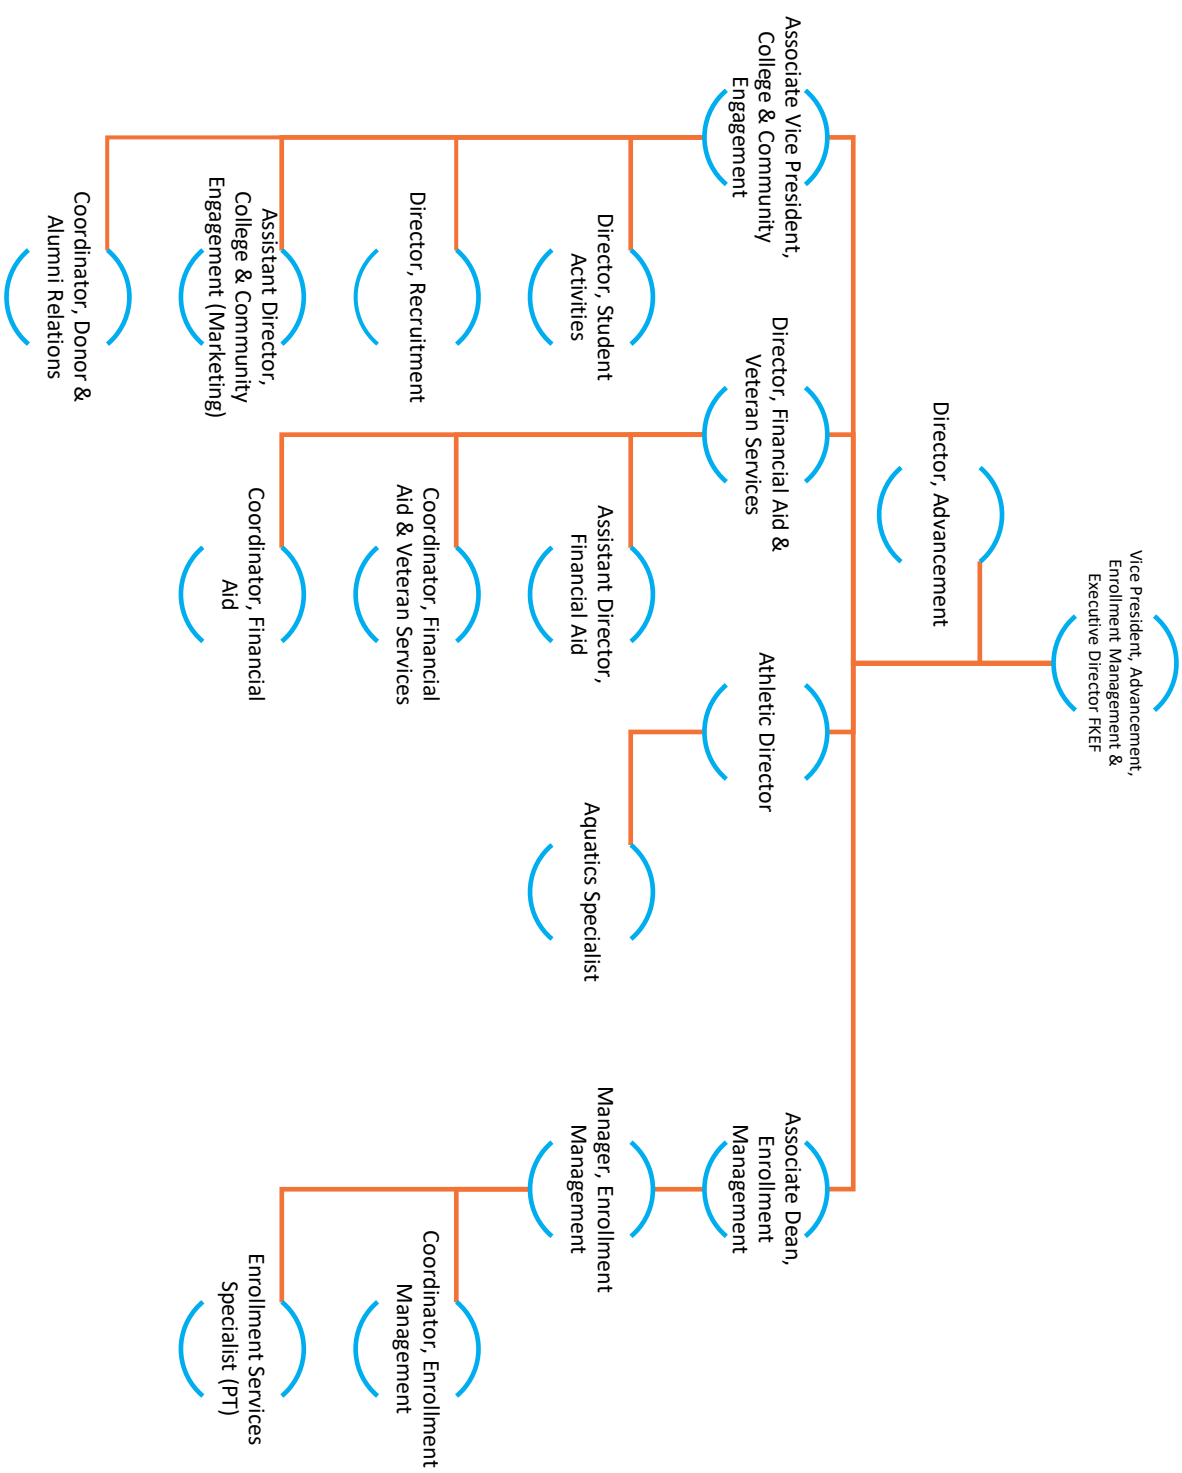 Vice President, Advancement,
Enrollment Management &
Executive Director FKEF
Director, Advancement
Associate Vice President,
College & Community
Engagement
Director, Student
Activities
Director, Recruitment
Assistant Director,
College & Community
Engagement (Marketing)
Coordinator, Donor &
Alumni Relations
Director, Financial Aid &
Veteran Services
Assistant Director,
Financial Aid
Coordinator, Financial
Aid & Veteran Services
Coordinator, Financial
Aid
Athletic Director
Aquatics Specialist
Associate Dean,
Enrollment
Management
Manager, Enrollment
Management
Coordinator, Enrollment
Management
Enrollment Services
Specialist (PT)